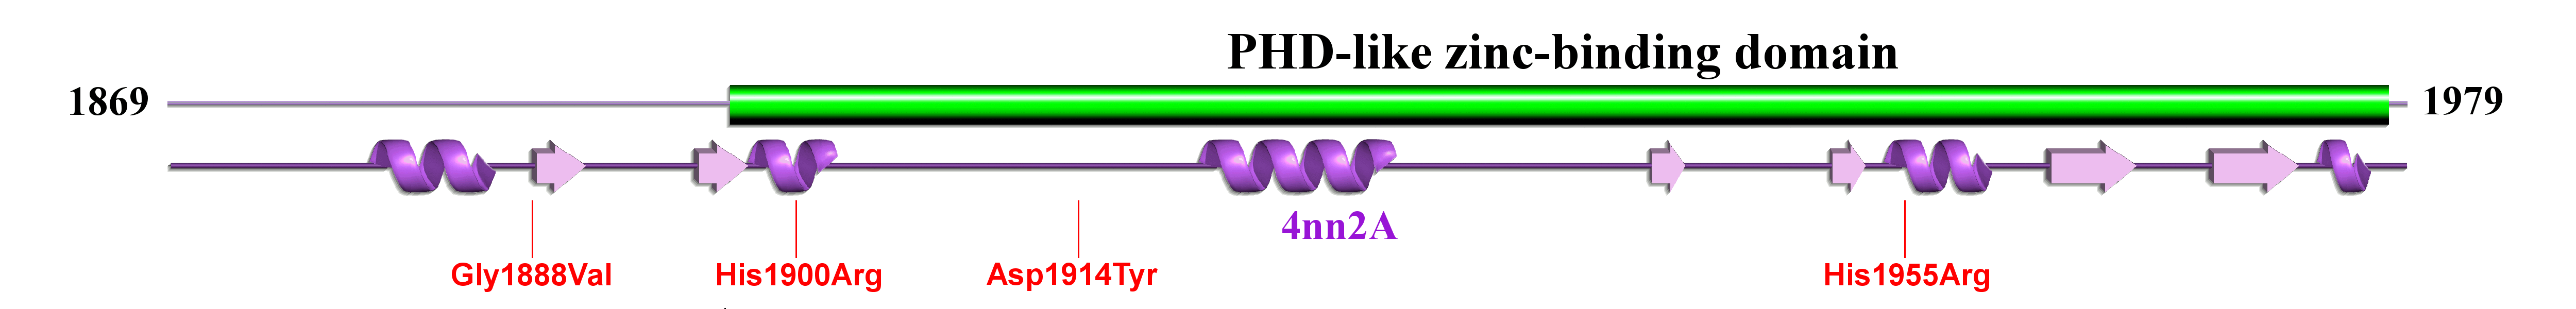 PHD-like zinc-binding domain
1869 1979
4nn2A
Gly1888Val His1900Arg Asp1914Tyr His1955Arg